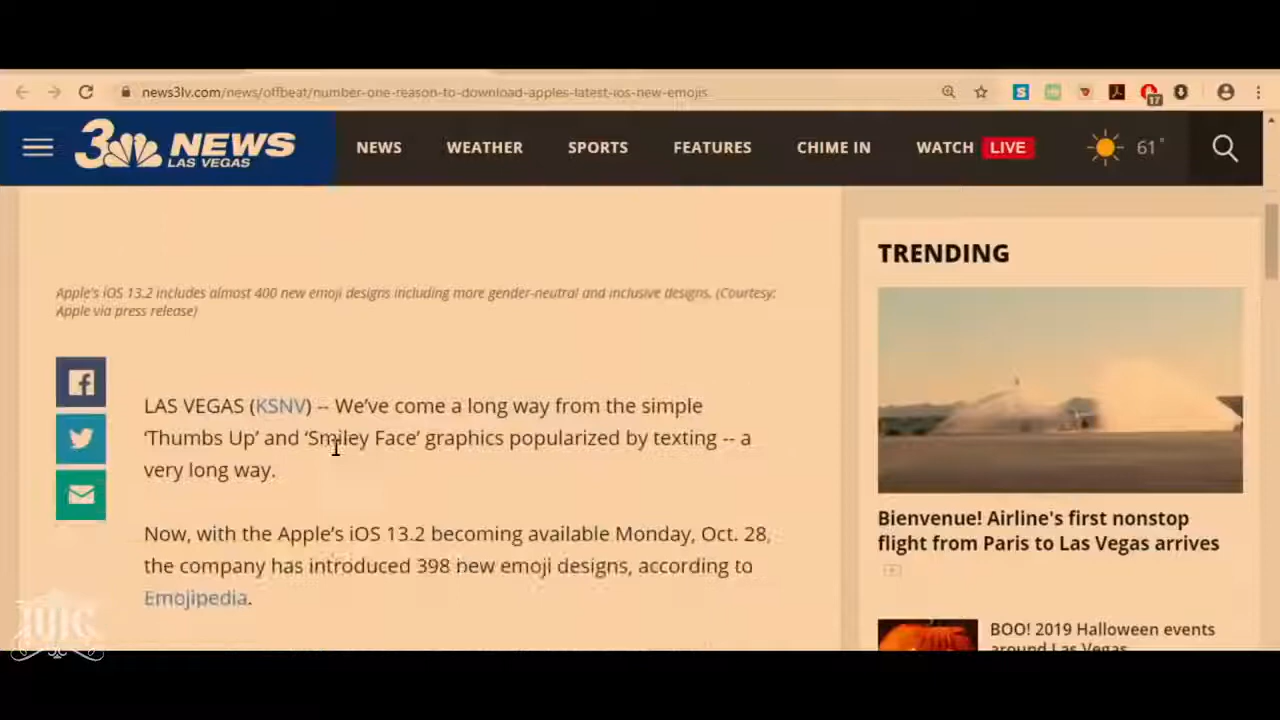 news3lv.com/news/offbeat/number-one-reason-to-download-apples-latest-ios-new-emojis
17
3 NEWS
LAS VEGAS
NEWS
WEATHER
SPORTS
FEATURES
CHIME IN
WATCH LIVE
61°
Apple's iOS 13.2 includes almost 400 new emoji designs including more gender-neutral and inclusive designs. (Courtesy:
Apple via press release)
LAS VEGAS (KSNV) -- We've come a long way from the simple
'Thumbs Up' and 'Smiley Face' graphics popularized by texting -- a
very long way.
Now, with the Apple's iOS 13.2 becoming available Monday, Oct. 28,
the company has introduced 398 new emoji designs, according to
Emojipedia.
TRENDING
Bienvenue! Airline's first nonstop
flight from Paris to Las Vegas arrives
BOO! 2019 Halloween events
around Las Vegas
IUIC